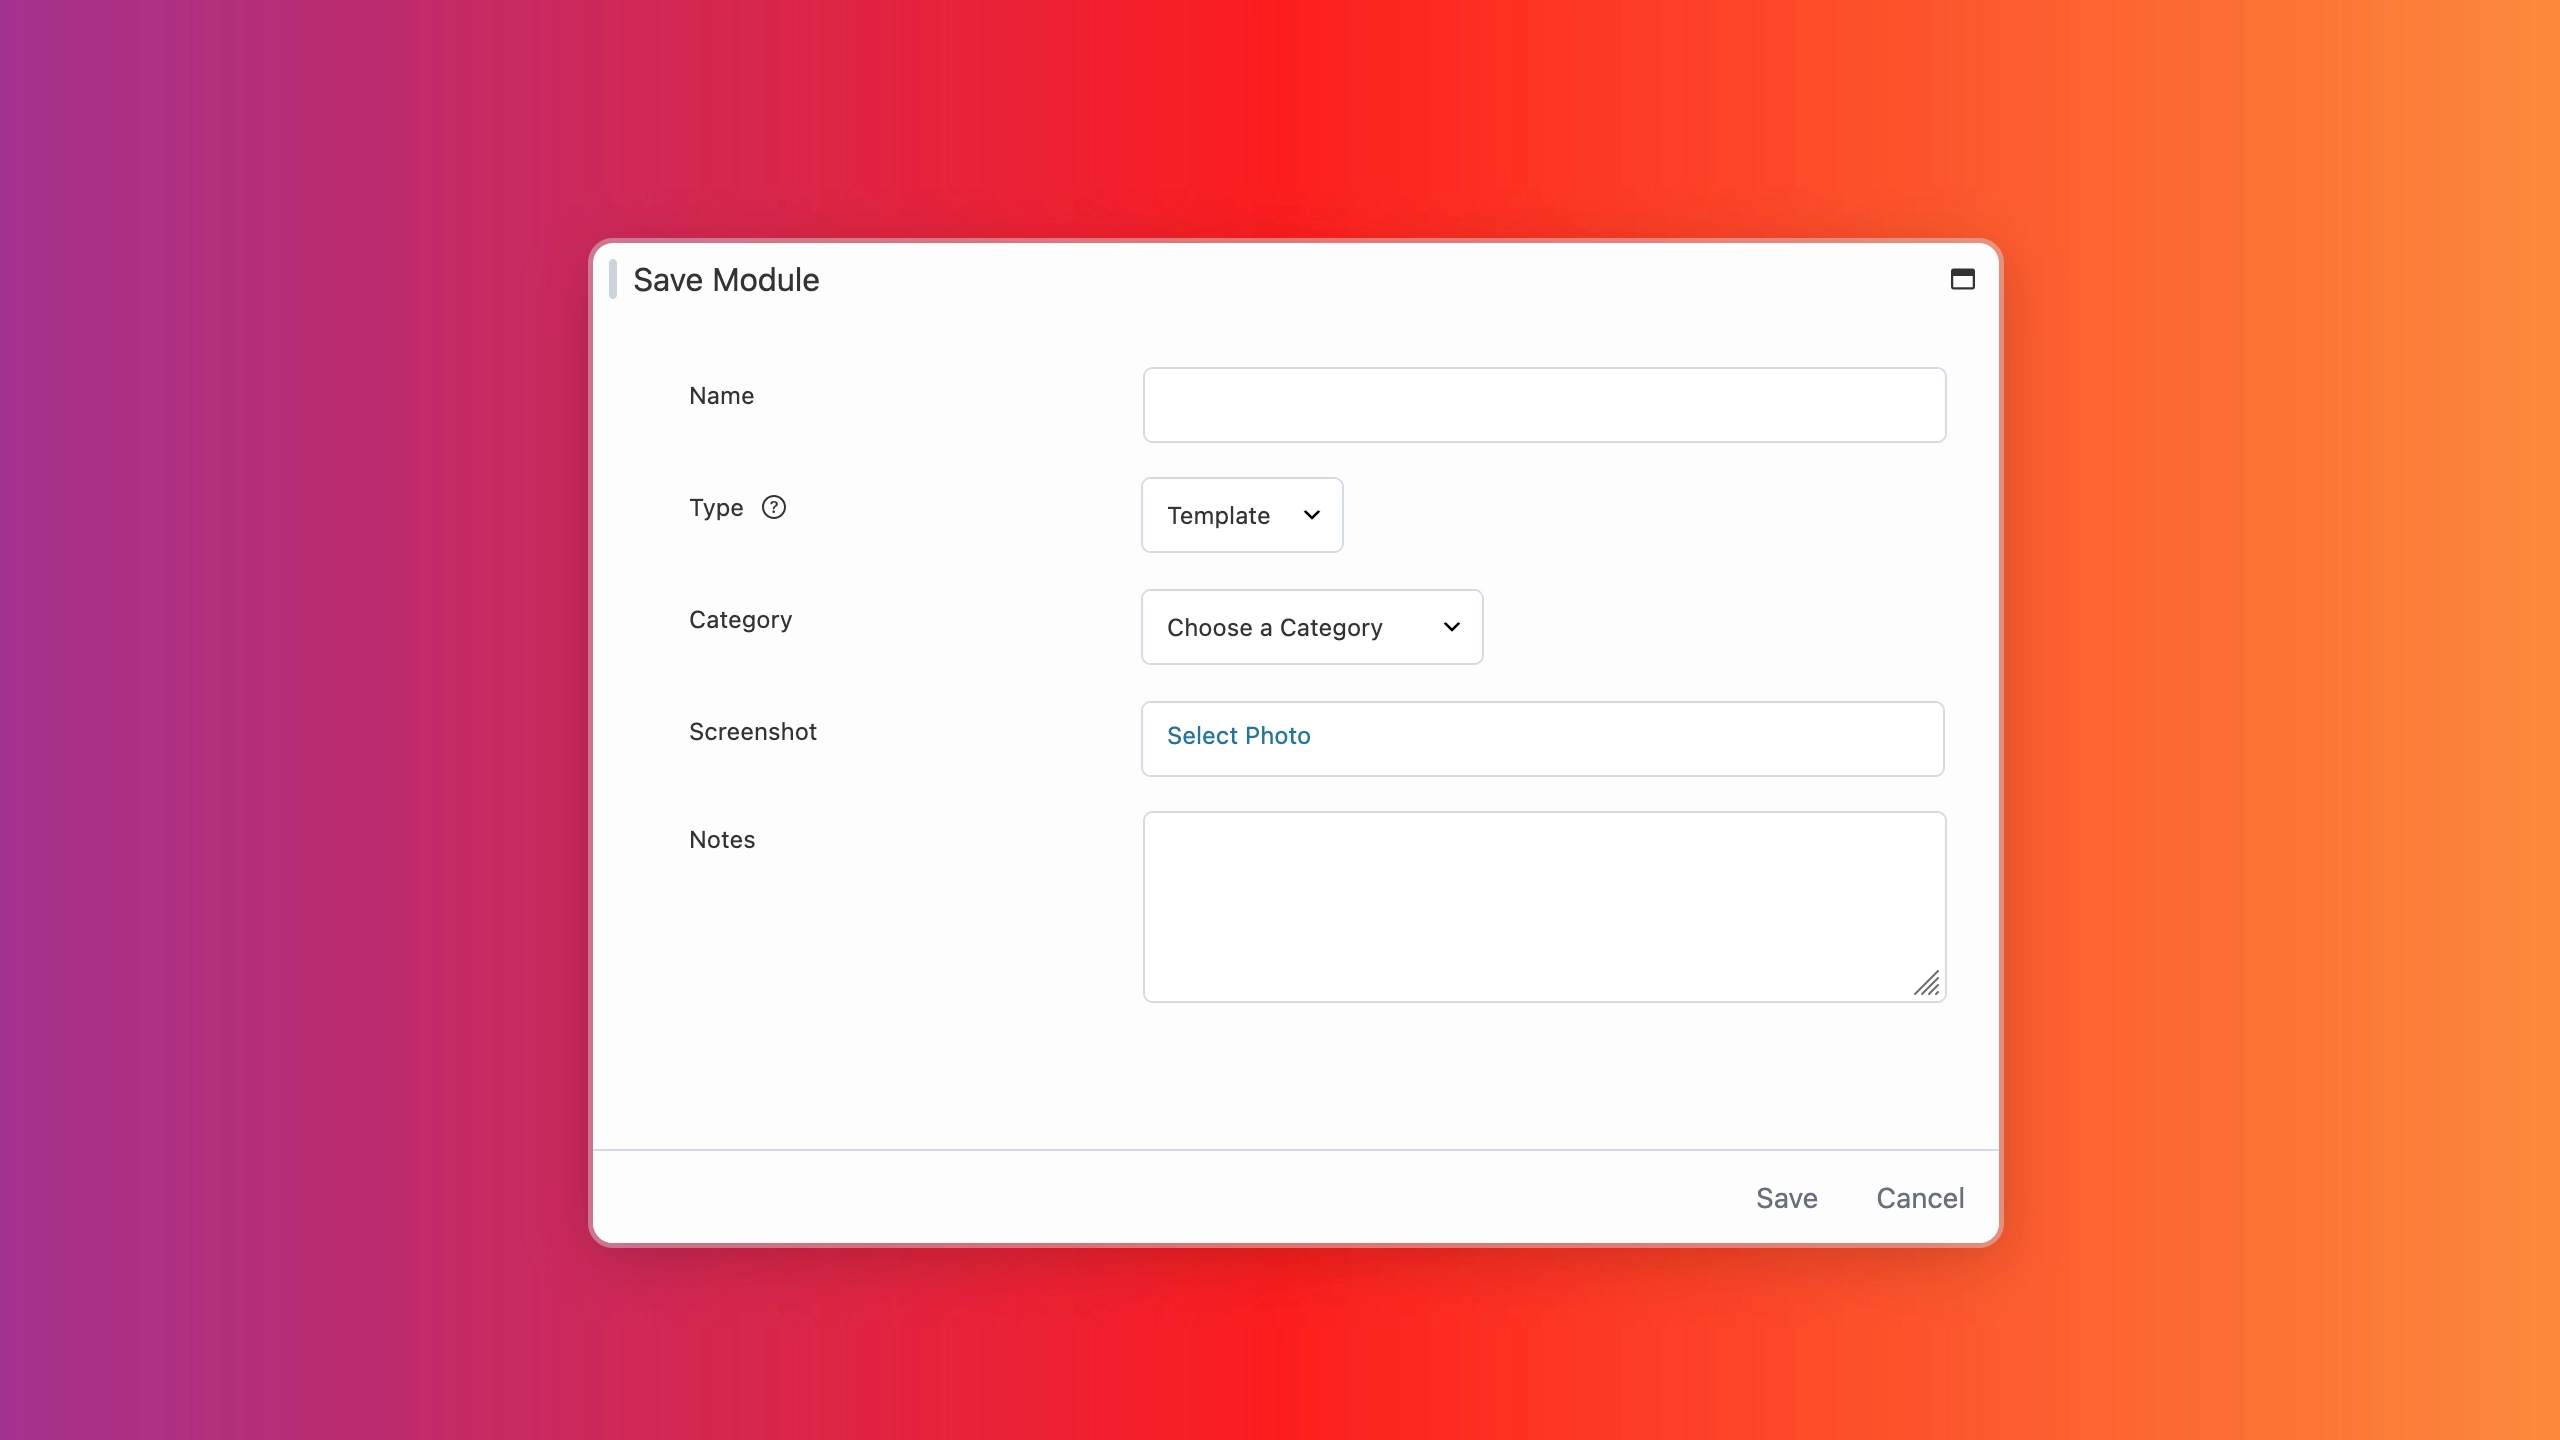 Save Module
Name
Type ?
Template
Category
Choose a Category
Screenshot
Select Photo
Notes
Save Cancel